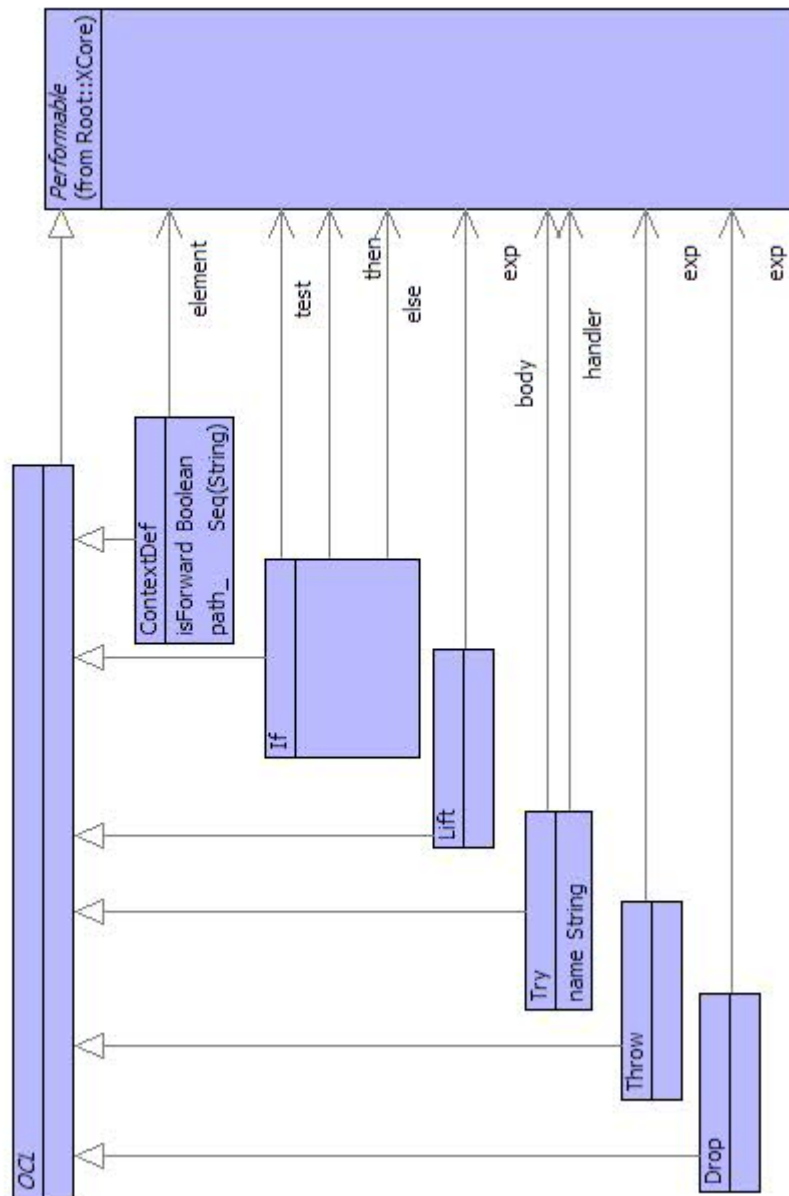 OCL
Performable
(from Root::XCore)
ContextDef
isForward Boolean
path_ Seq(String)
element
If
test
then
else
Lift
exp
Try
name String
body
handler
Throw
exp
Drop
exp